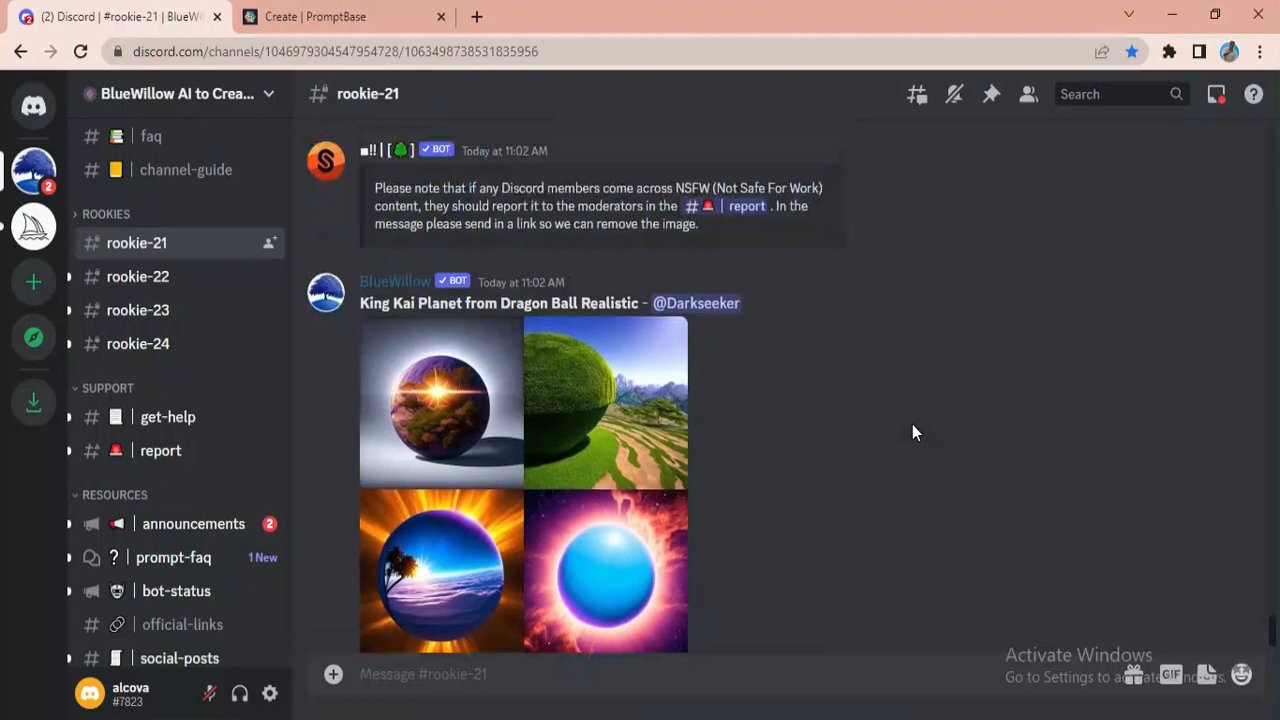 (2) Discord | #rookie-21 | BlueWi
Create | PromptBase
discord.com/channels/1046979304547954728/1063498738531835956
BlueWillow AI to Crea...
rookie-21
Search
faq
channel-guide
ROOKIES
rookie-21
rookie-22
rookie-23
rookie-24
SUPPORT
get-help
report
RESOURCES
announcements 2
prompt-faq 1 New
bot-status
official-links
social-posts
alcova
#7823
2
BOT Today at 11:02 AM
Please note that if any Discord members come across NSFW (Not Safe For Work)
content, they should report it to the moderators in the # | report . In the
message please send in a link so we can remove the image.
BlueWillow BOT Today at 11:02 AM
King Kai Planet from Dragon Ball Realistic - @Darkseeker
Message #rookie-21
GIF
Activate Windows
Go to Settings to activate Windows.